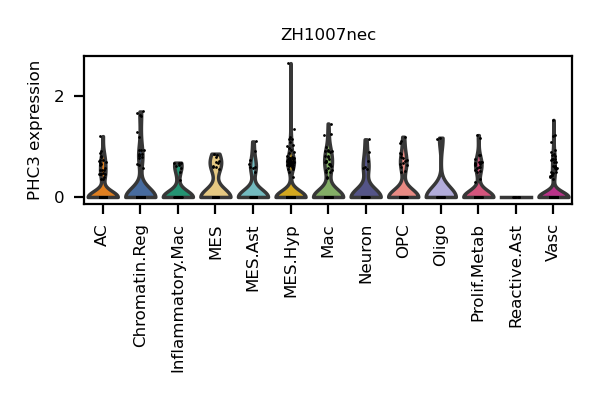 ZH1007nec
PHC3 expression
2
0
AC
Chromatin.Reg
Inflammatory.Mac
MES
MES.Ast
MES.Hyp
Mac
Neuron
OPC
Oligo
Prolif.Metab
Reactive.Ast
Vasc